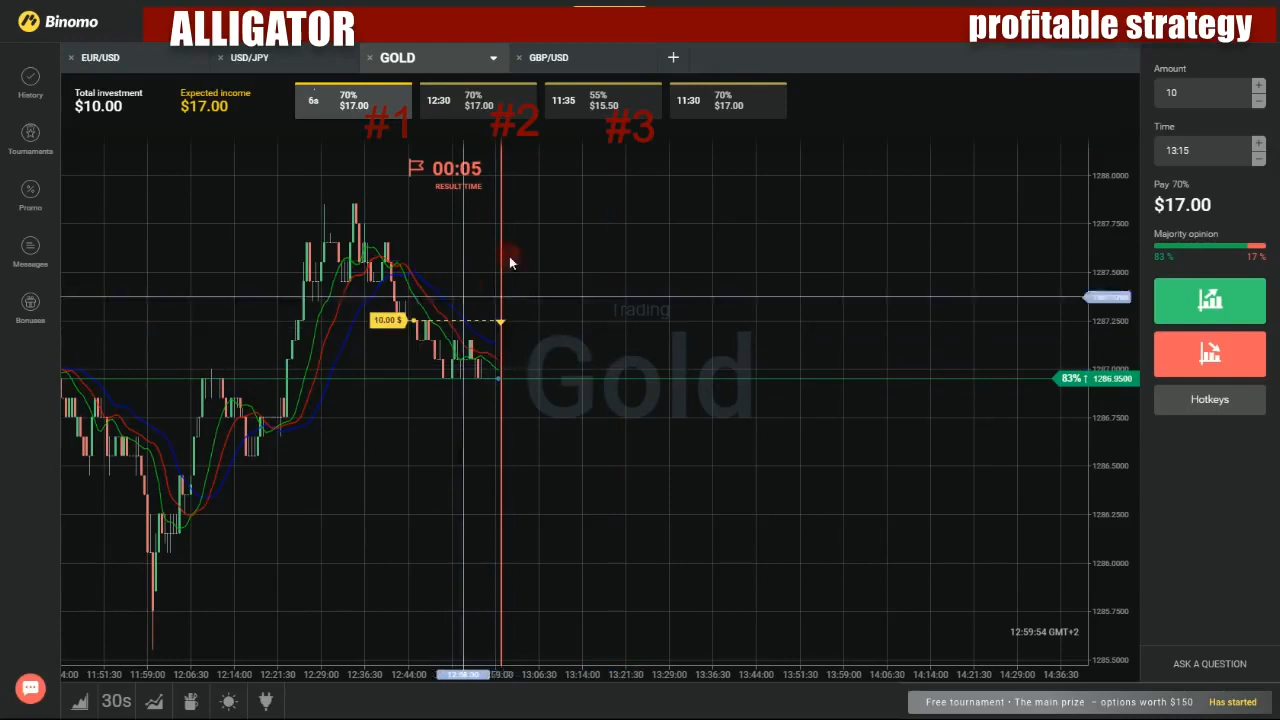 Binomo
ALLIGATOR
profitable strategy
EUR/USD
USD/JPY
GOLD
GBP/USD
Total investment
$10.00
Expected income
$17.00
6s
70%
$17.00
12:30
70%
$17.00
11:35
55%
$15.50
11:30
70%
$17.00
#1
#2
#3
00:05
RESULT TIME
10.00 $
Trading
Gold
History
Tournaments
Promo
Messages
Bonuses
1288.0000
1287.7500
1287.5000
1287.2500
1287.0000
83% ↑ 1286.9500
1286.7500
1286.5000
1286.2500
1286.0000
1285.7500
1285.5000
12:59:54 GMT+2
11:51:30
11:59:00
12:06:30
12:14:00
12:21:30
12:29:00
12:36:30
12:44:00
13:06:30
13:14:00
13:21:30
13:29:00
13:36:30
13:44:00
13:51:30
13:59:00
14:06:30
14:14:00
14:21:30
14:29:00
14:36:30
30s
Amount
10
Time
13:15
Pay 70%
$17.00
Majority opinion
83 %
17 %
Hotkeys
ASK A QUESTION
Free tournament • The main prize – options worth $150 Has started